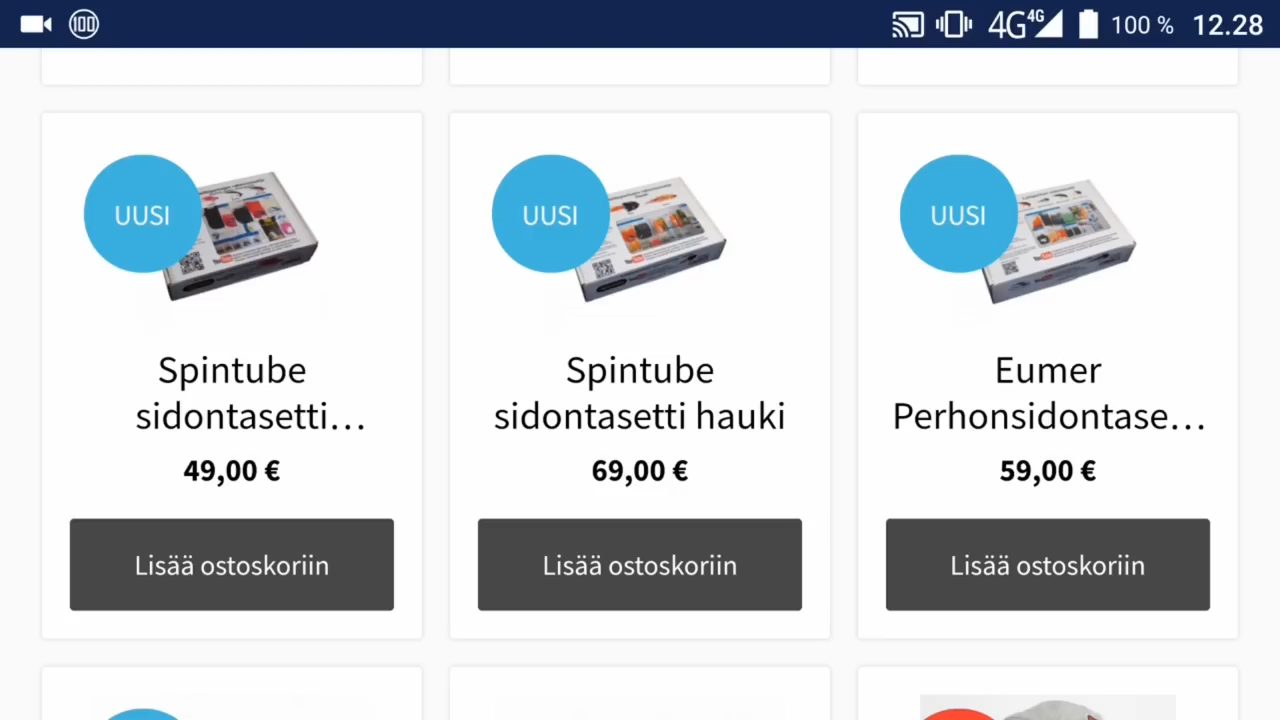 100
4G 4G 100 % 12.28
UUSI
UUSI
UUSI
Spintube
sidontasetti…
49,00 €
Lisää ostoskoriin
Spintube
sidontasetti hauki
69,00 €
Lisää ostoskoriin
Eumer
Perhonsidontase…
59,00 €
Lisää ostoskoriin